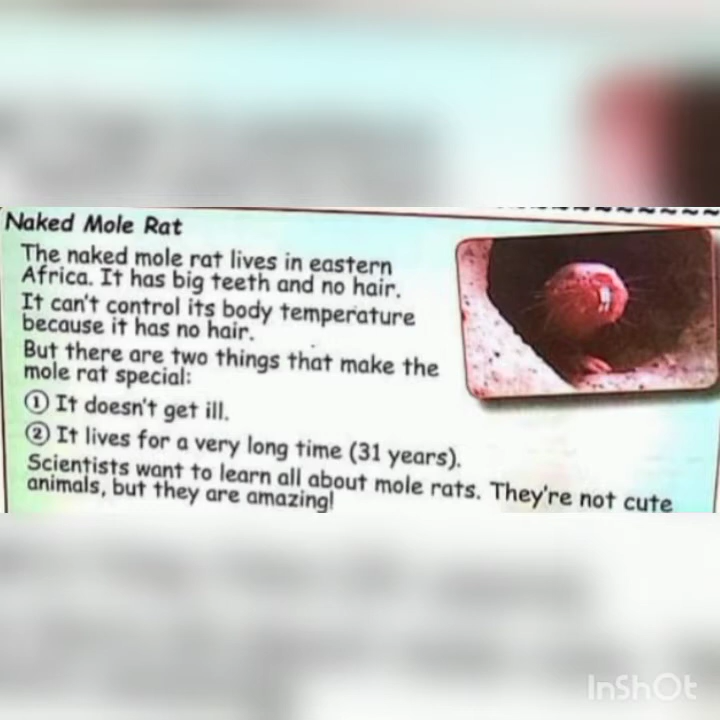 Naked Mole Rat
The naked mole rat lives in eastern
Africa. It has big teeth and no hair.
It can't control its body temperature
because it has no hair.
But there are two things that make the
mole rat special:
① It doesn't get ill.
② It lives for a very long time (31 years).
Scientists want to learn all about mole rats. They're not cute
animals, but they are amazing!
InShOt